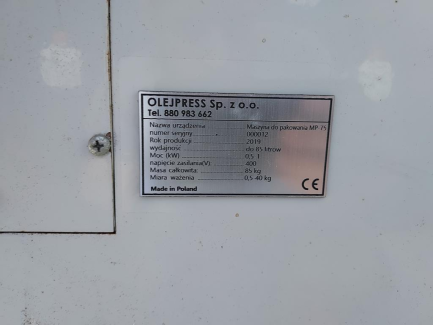 OLEJPRESS Sp. z o.o.
Tel. 880 983 662
Nazwa urządzenia Maszyna do pakowania MP 75
numer seryjny 000032
Rok produkcji 2019
wydajność do 85 litrów
Moc (kW) 0,5 1
napięcie zasilania(V) 400
Masa całkowita 85 kg
Miara ważenia 0,5-40 kg
Made in Poland CE